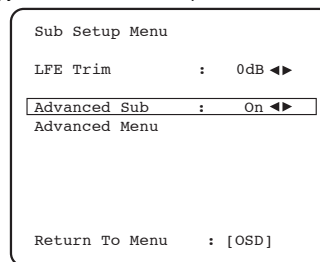 Sub Setup Menu
LFE Trim : 0dB ◀▶
Advanced Sub : On ◀▶
Advanced Menu
Return To Menu : [OSD]